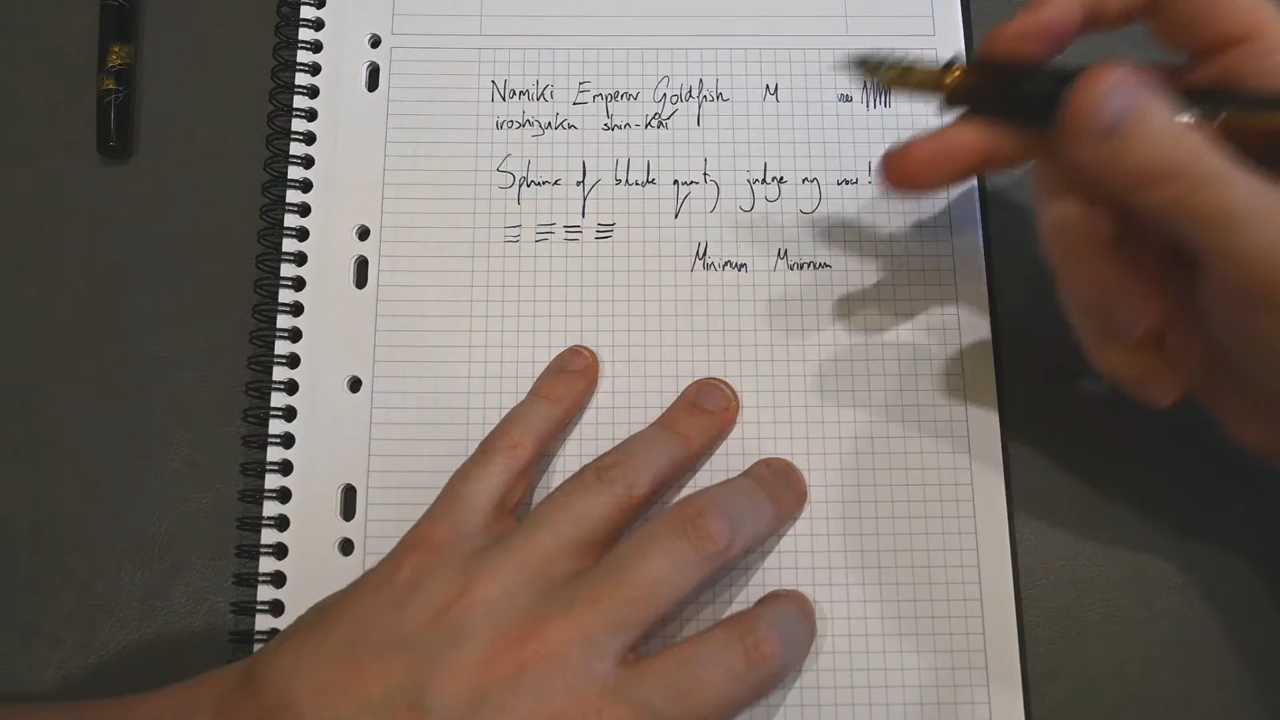 Namiki Emperor Goldfish M
iroshizuku shin-kai
Sphinx of black quartz judge my vow!
Minimum Minimum